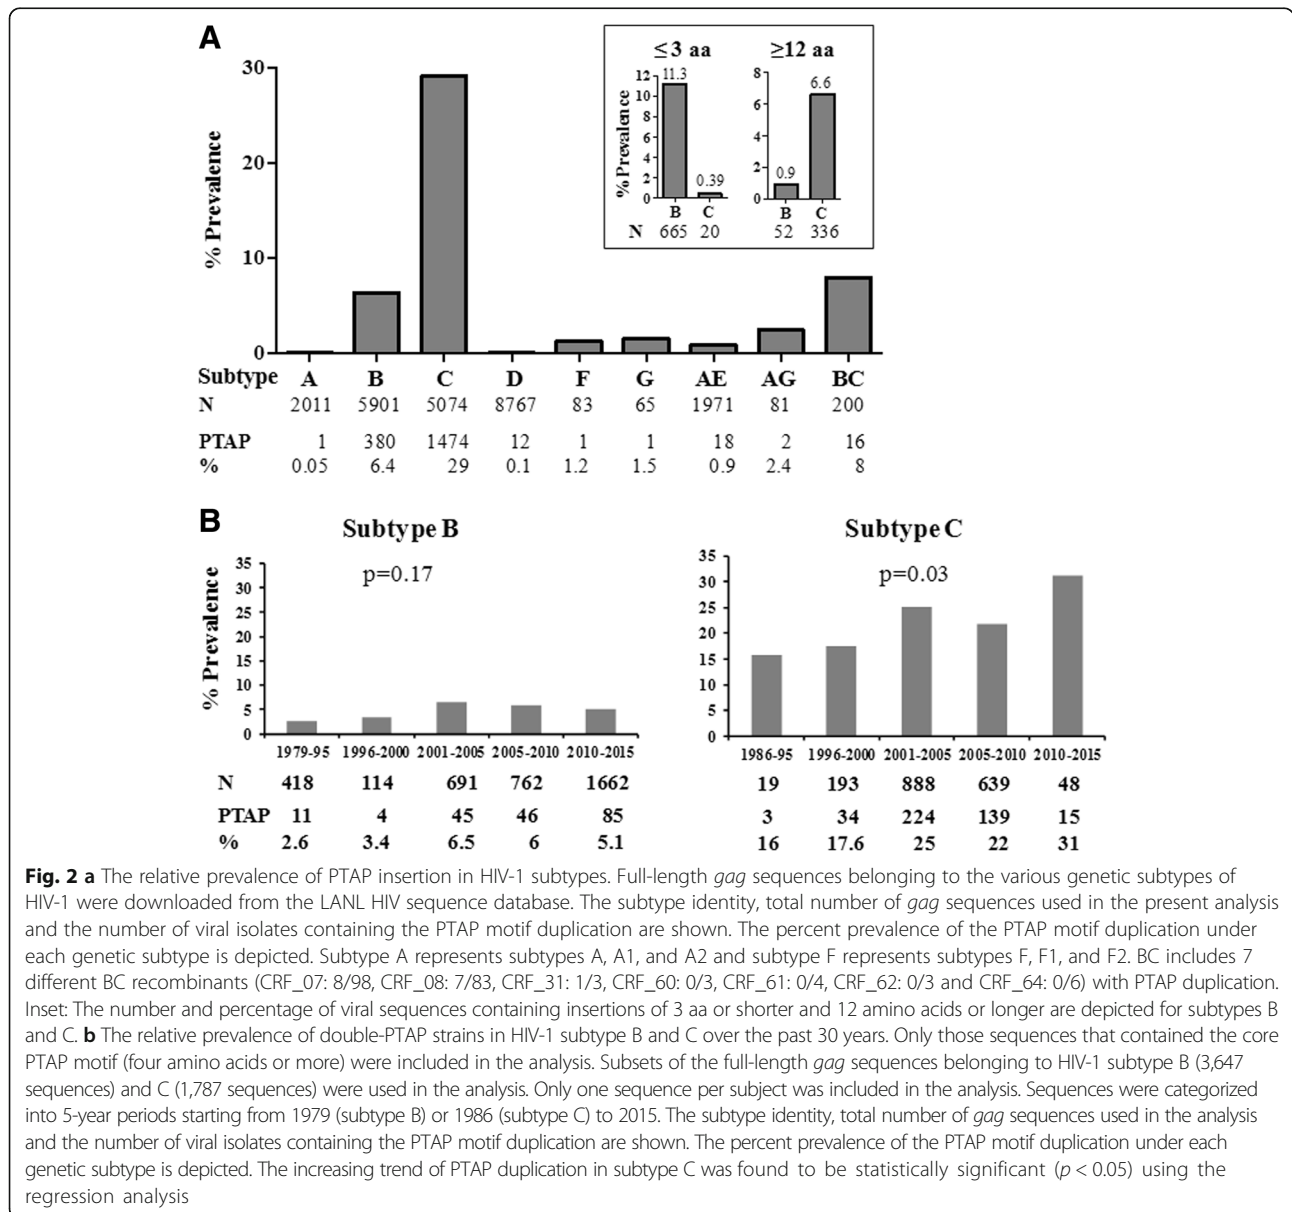 A
≤ 3 aa ≥12 aa
% Prevalence
30
20
10
0
% Prevalence
12
10
8
6
4
2
0
11.3
0.39
B C
8
6
4
2
0
0.9
6.6
B C
N 665 20 52 336
Subtype A B C D F G AE AG BC
N 2011 5901 5074 8767 83 65 1971 81 200
PTAP 1 380 1474 12 1 1 18 2 16
% 0.05 6.4 29 0.1 1.2 1.5 0.9 2.4 8
B
Subtype B
p=0.17
% Prevalence
35
30
25
20
15
10
5
0
1979-95 1996-2000 2001-2005 2005-2010 2010-2015
N 418 114 691 762 1662
PTAP 11 4 45 46 85
% 2.6 3.4 6.5 6 5.1
Subtype C
p=0.03
35
30
25
20
15
10
5
0
1986-95 1996-2000 2001-2005 2005-2010 2010-2015
19 193 888 639 48
3 34 224 139 15
16 17.6 25 22 31
Fig. 2 a The relative prevalence of PTAP insertion in HIV-1 subtypes. Full-length gag sequences belonging to the various genetic subtypes of
HIV-1 were downloaded from the LANL HIV sequence database. The subtype identity, total number of gag sequences used in the present analysis
and the number of viral isolates containing the PTAP motif duplication are shown. The percent prevalence of the PTAP motif duplication under
each genetic subtype is depicted. Subtype A represents subtypes A, A1, and A2 and subtype F represents subtypes F, F1, and F2. BC includes 7
different BC recombinants (CRF_07: 8/98, CRF_08: 7/83, CRF_31: 1/3, CRF_60: 0/3, CRF_61: 0/4, CRF_62: 0/3 and CRF_64: 0/6) with PTAP duplication.
Inset: The number and percentage of viral sequences containing insertions of 3 aa or shorter and 12 amino acids or longer are depicted for subtypes B
and C. b The relative prevalence of double-PTAP strains in HIV-1 subtype B and C over the past 30 years. Only those sequences that contained the core
PTAP motif (four amino acids or more) were included in the analysis. Subsets of the full-length gag sequences belonging to HIV-1 subtype B (3,647
sequences) and C (1,787 sequences) were used in the analysis. Only one sequence per subject was included in the analysis. Sequences were categorized
into 5-year periods starting from 1979 (subtype B) or 1986 (subtype C) to 2015. The subtype identity, total number of gag sequences used in the analysis
and the number of viral isolates containing the PTAP motif duplication are shown. The percent prevalence of the PTAP motif duplication under each
genetic subtype is depicted. The increasing trend of PTAP duplication in subtype C was found to be statistically significant (p < 0.05) using the
regression analysis